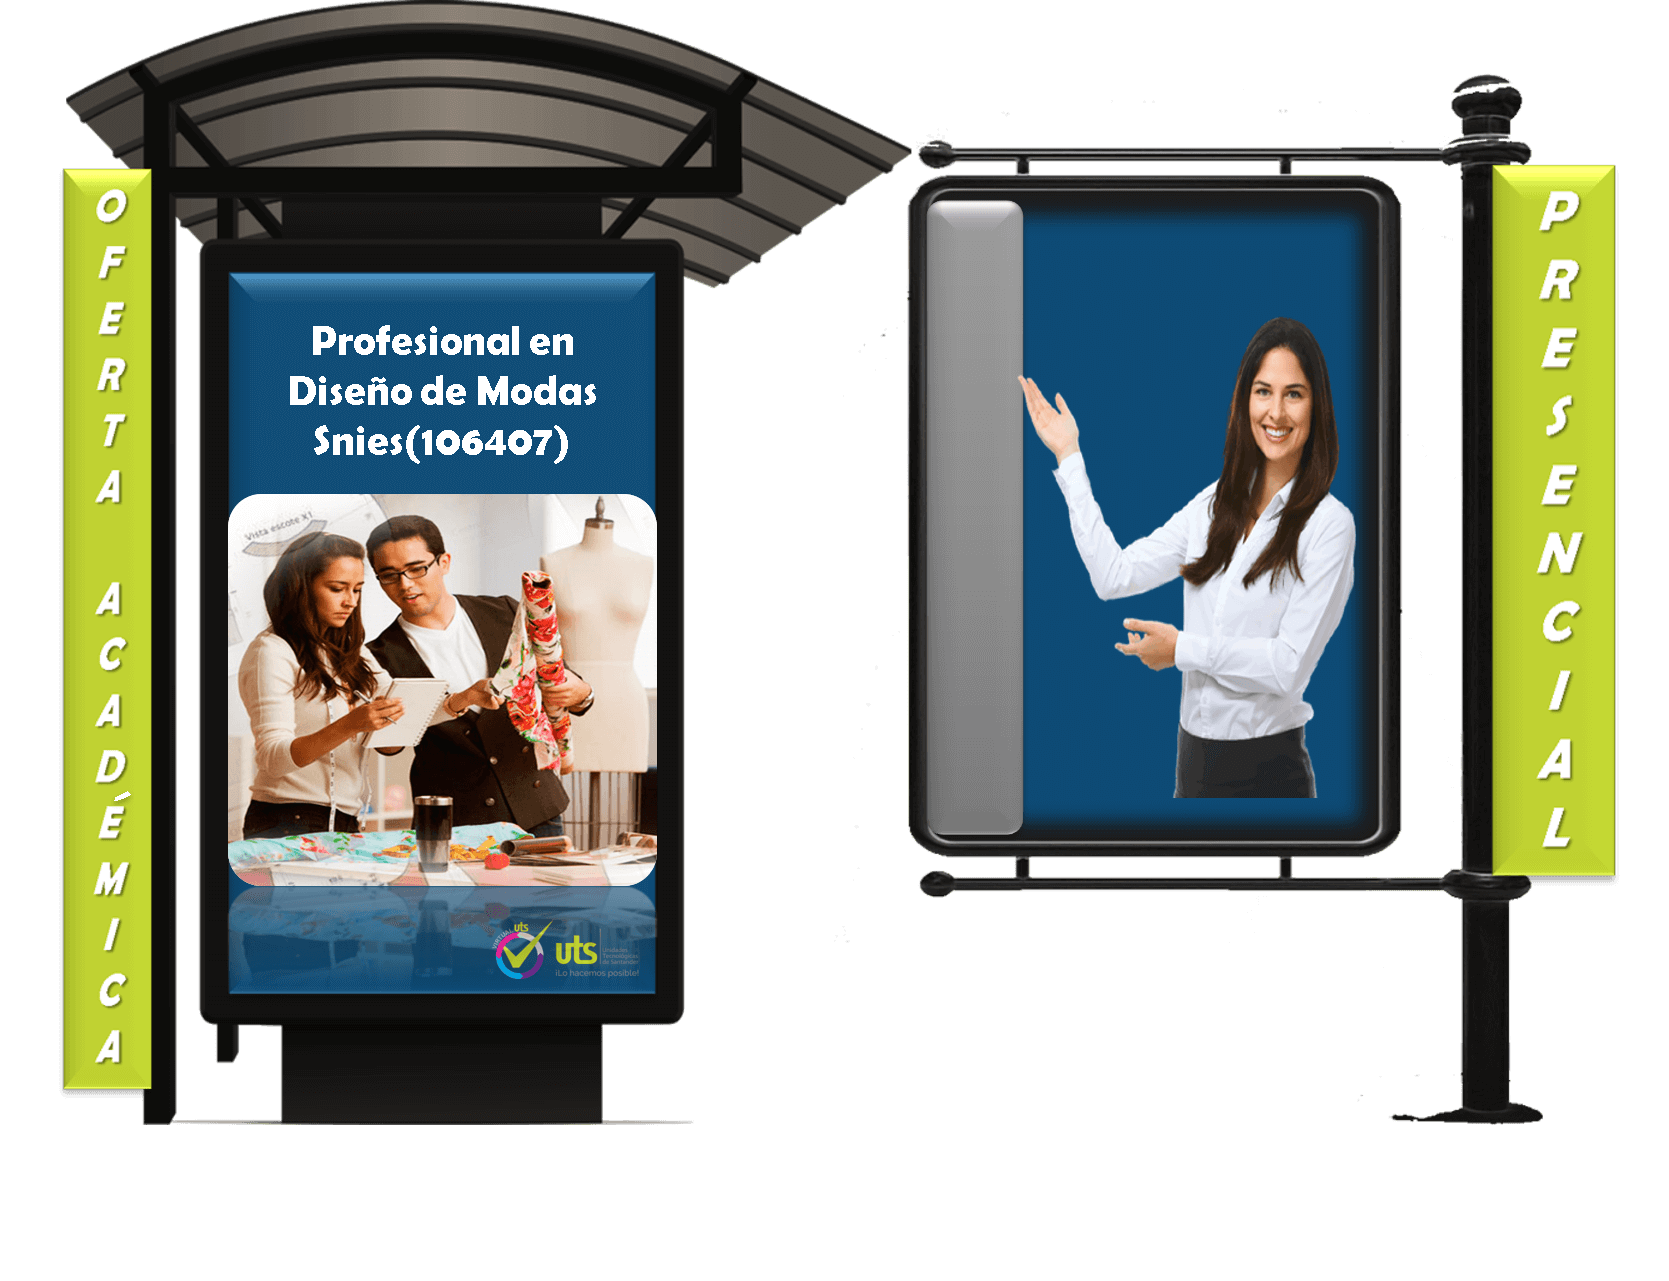 OFERTA ACADÉMICA
Profesional en
Diseño de Modas
Snies(106407)
Vista escote X1
VIRTUAL uts
uts
Unidades
Tecnológicas
de Santander
¡Lo hacemos posible!
PRESENCIAL